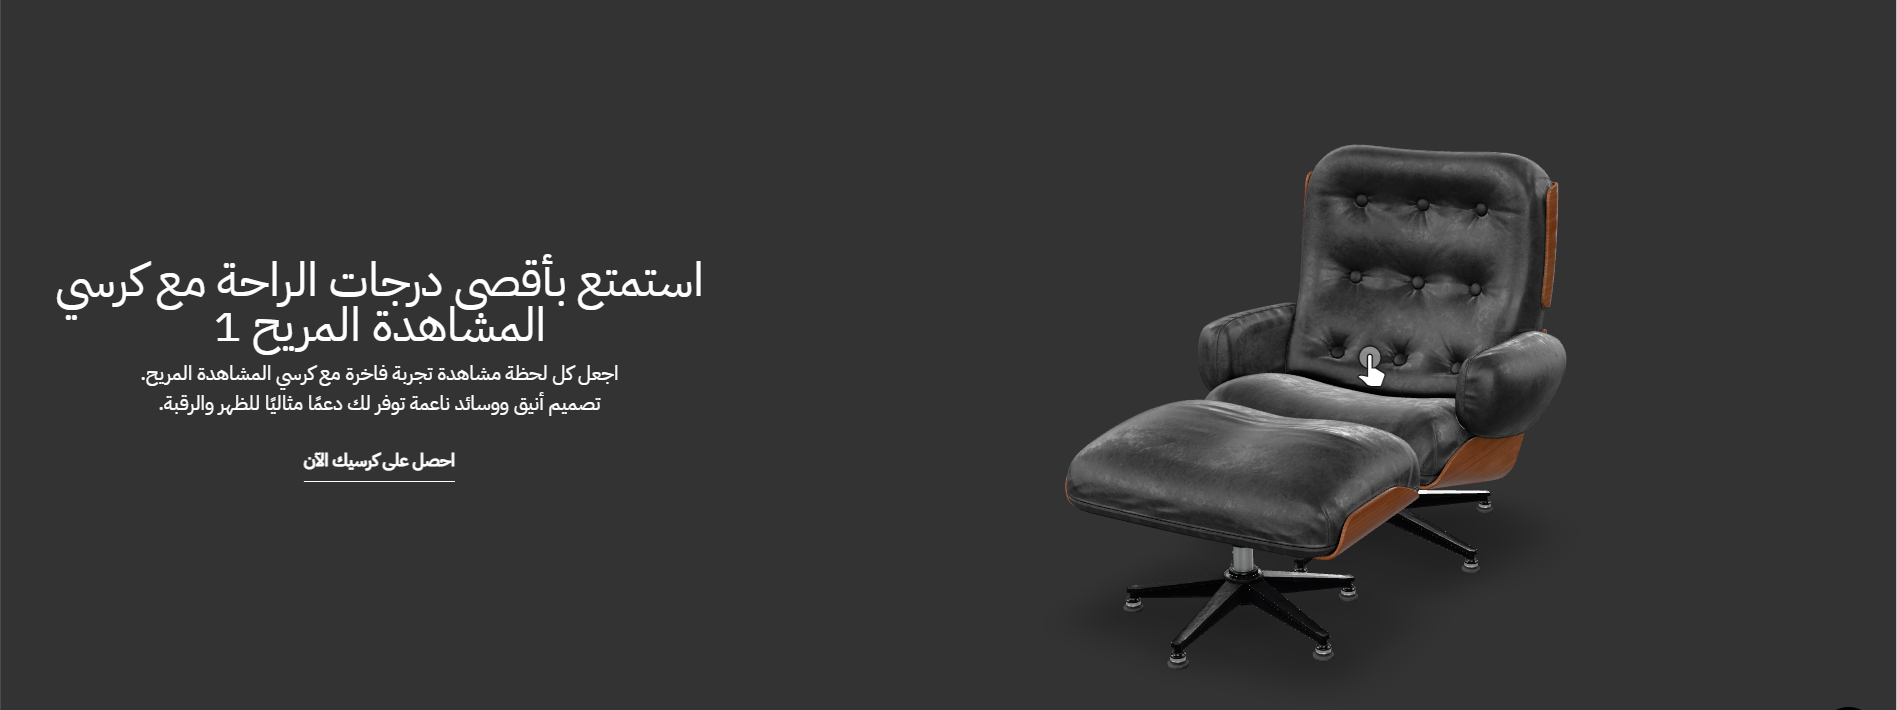 استمتع بأقصى درجات الراحة مع كرسي
المشاهدة المريح 1
اجعل كل لحظة مشاهدة تجربة فاخرة مع كرسي المشاهدة المريح.
تصميم أنيق ووسائد ناعمة توفر لك دعمًا مثاليًا للظهر والرقبة.
احصل على كرسيك الآن